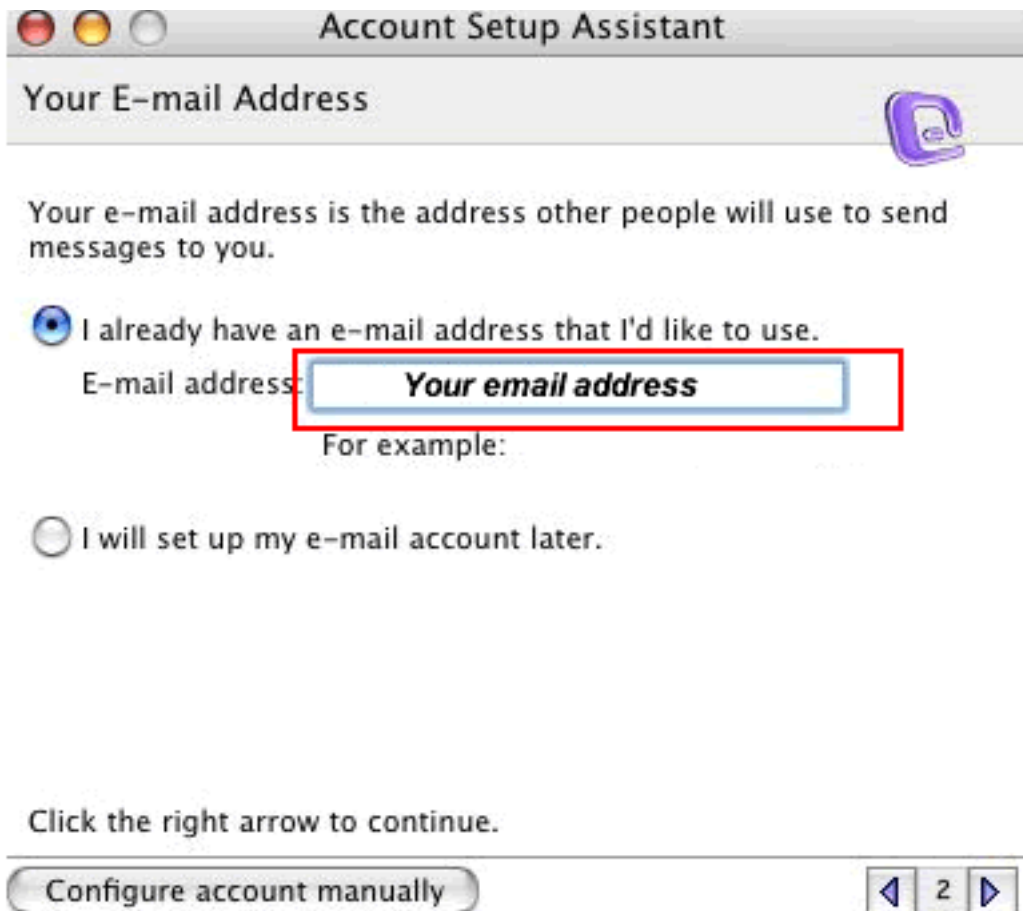 Account Setup Assistant
Your E-mail Address
Your e-mail address is the address other people will use to send
messages to you.
I already have an e-mail address that I'd like to use.
E-mail address: Your email address
For example:
I will set up my e-mail account later.
Click the right arrow to continue.
Configure account manually 2